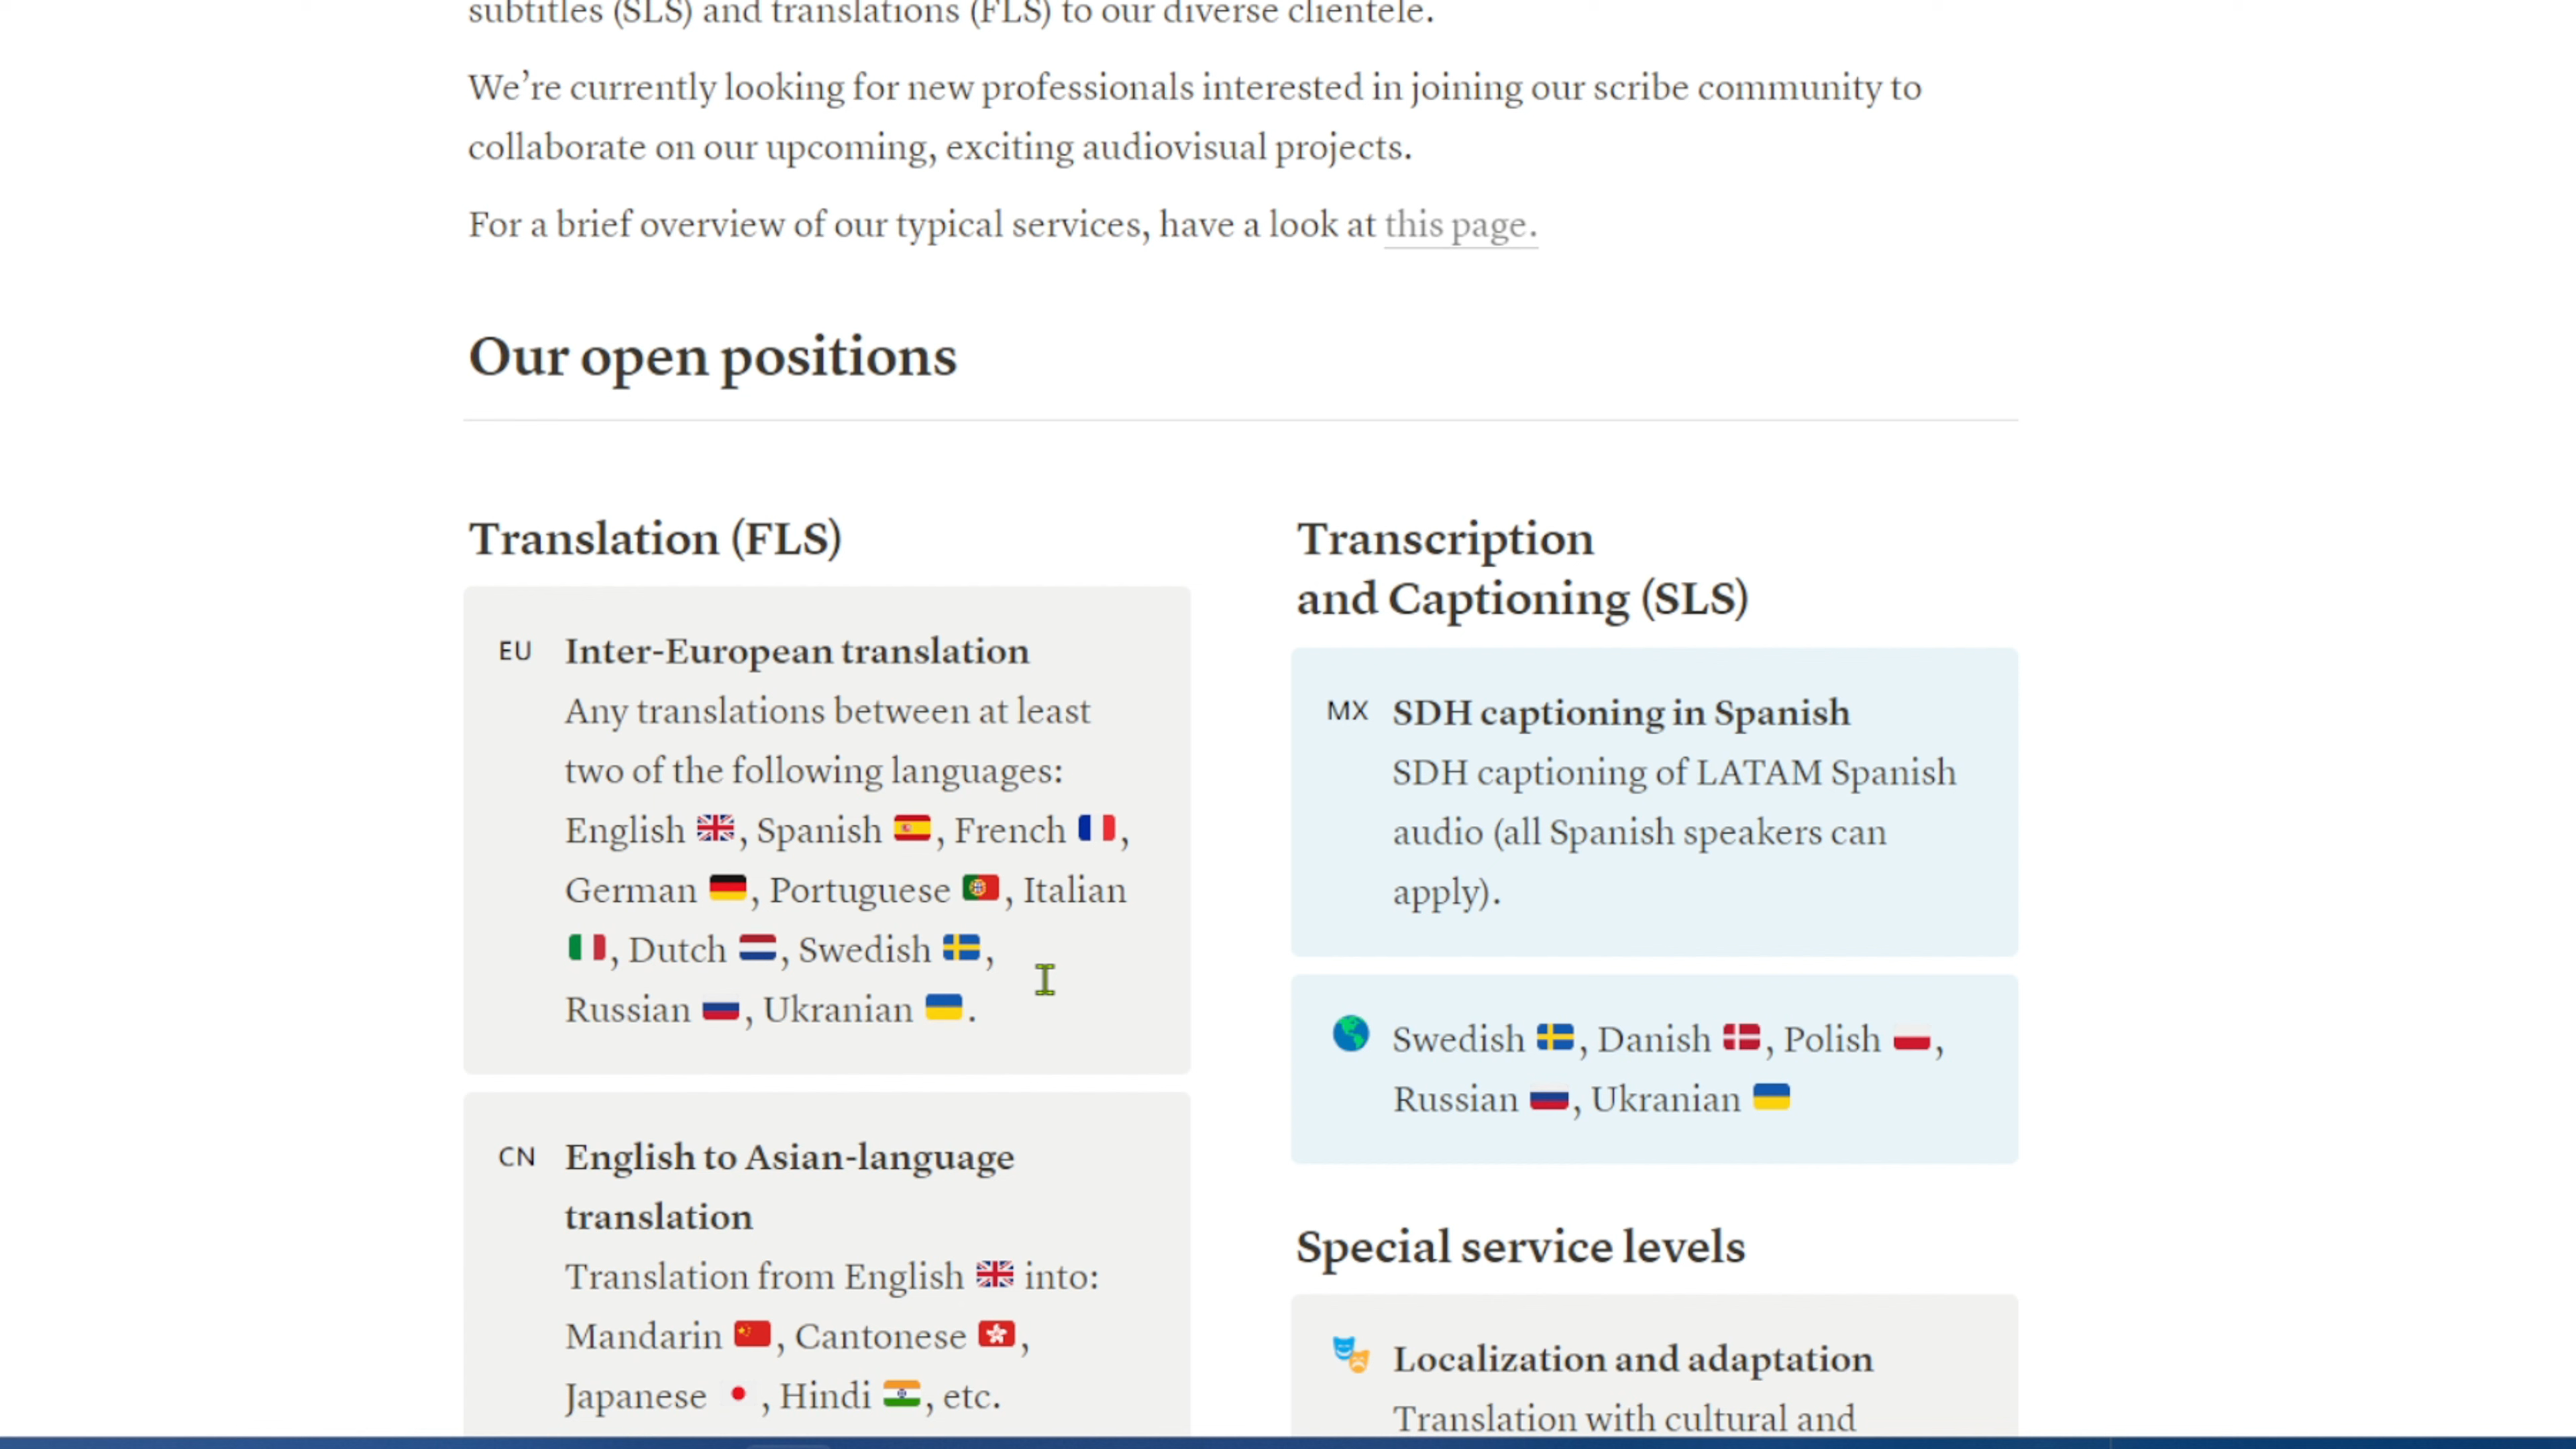 subtitles (SLS) and translations (FLS) to our diverse clientele.
We’re currently looking for new professionals interested in joining our scribe community to
collaborate on our upcoming, exciting audiovisual projects.
For a brief overview of our typical services, have a look at this page.
Our open positions
Translation (FLS)
EU Inter-European translation
Any translations between at least
two of the following languages:
English 🇬🇧, Spanish 🇪🇸, French 🇫🇷,
German 🇩🇪, Portuguese 🇵🇹, Italian
🇮🇹, Dutch 🇳🇱, Swedish 🇸🇪,
Russian 🇷🇺, Ukranian 🇺🇦.
CN English to Asian-language
translation
Translation from English 🇬🇧 into:
Mandarin 🇨🇳, Cantonese 🇭🇰,
Japanese 🇯🇵, Hindi 🇮🇳, etc.
Transcription
and Captioning (SLS)
MX SDH captioning in Spanish
SDH captioning of LATAM Spanish
audio (all Spanish speakers can
apply).
🌎 Swedish 🇸🇪, Danish 🇩🇰, Polish 🇵🇱,
Russian 🇷🇺, Ukranian 🇺🇦
Special service levels
🎭 Localization and adaptation
Translation with cultural and